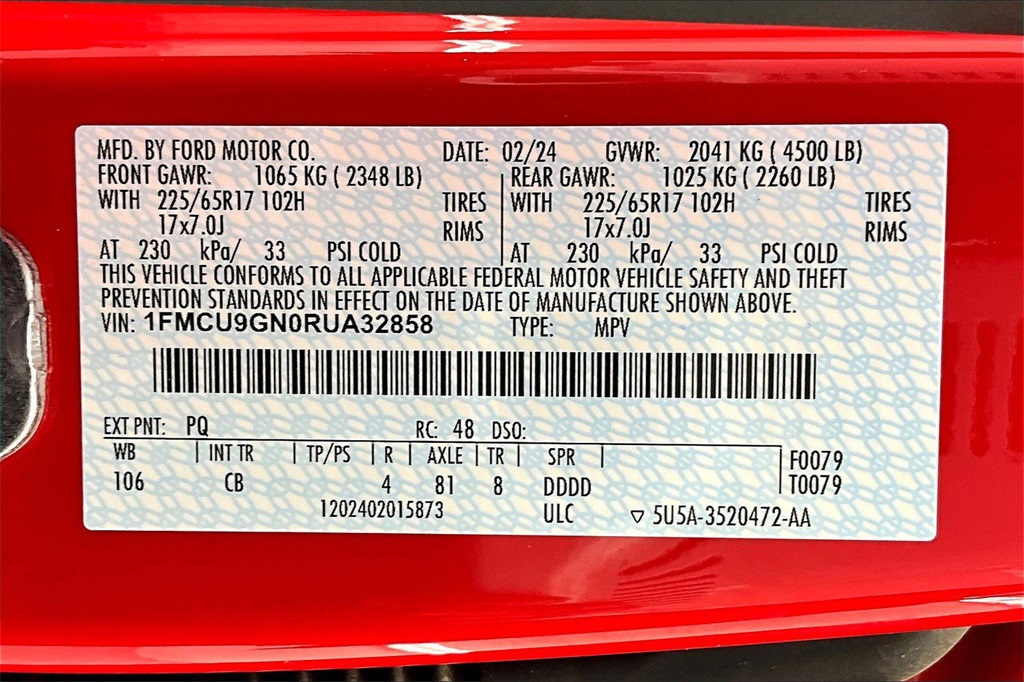 MFD. BY FORD MOTOR CO. DATE: 02/24 GVWR: 2041 KG ( 4500 LB)
FRONT GAWR: 1065 KG ( 2348 LB) REAR GAWR: 1025 KG ( 2260 LB)
WITH 225/65R17 102H TIRES WITH 225/65R17 102H TIRES
17x7.0J RIMS 17x7.0J RIMS
AT 230 kPa/ 33 PSI COLD AT 230 kPa/ 33 PSI COLD
THIS VEHICLE CONFORMS TO ALL APPLICABLE FEDERAL MOTOR VEHICLE SAFETY AND THEFT
PREVENTION STANDARDS IN EFFECT ON THE DATE OF MANUFACTURE SHOWN ABOVE.
VIN: 1FMCU9GN0RUA32858 TYPE: MPV
EXT PNT: PQ RC: 48 DSO:
WB INT TR TP/PS R AXLE TR SPR F0079
106 CB 4 81 8 DDDD T0079
1202402015873 ULC ▽ 5U5A-3520472-AA